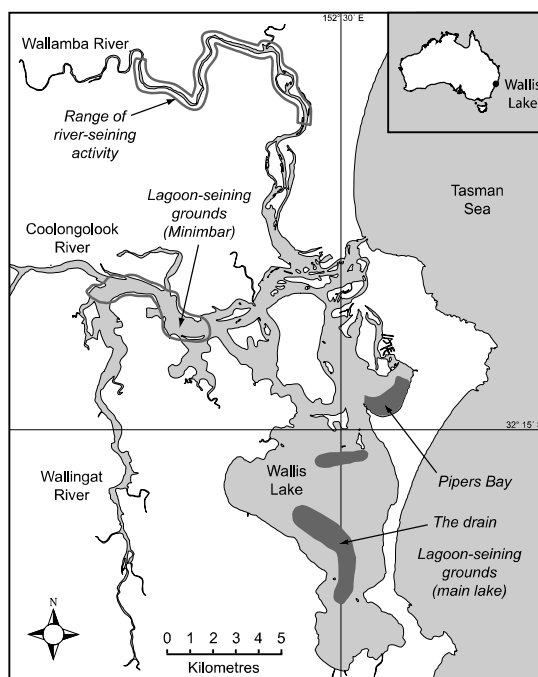 152° 30´ E
Wallamba River
Wallis
Lake
Range of
river-seining
activity
Tasman
Sea
Lagoon-seining
grounds
(Minimbar)
Coolongolook
River
32° 15´ S
Wallis
Lake
Pipers Bay
Wallingat
River
The drain
Lagoon-seining
grounds
(main lake)
N
0 1 2 3 4 5
Kilometres